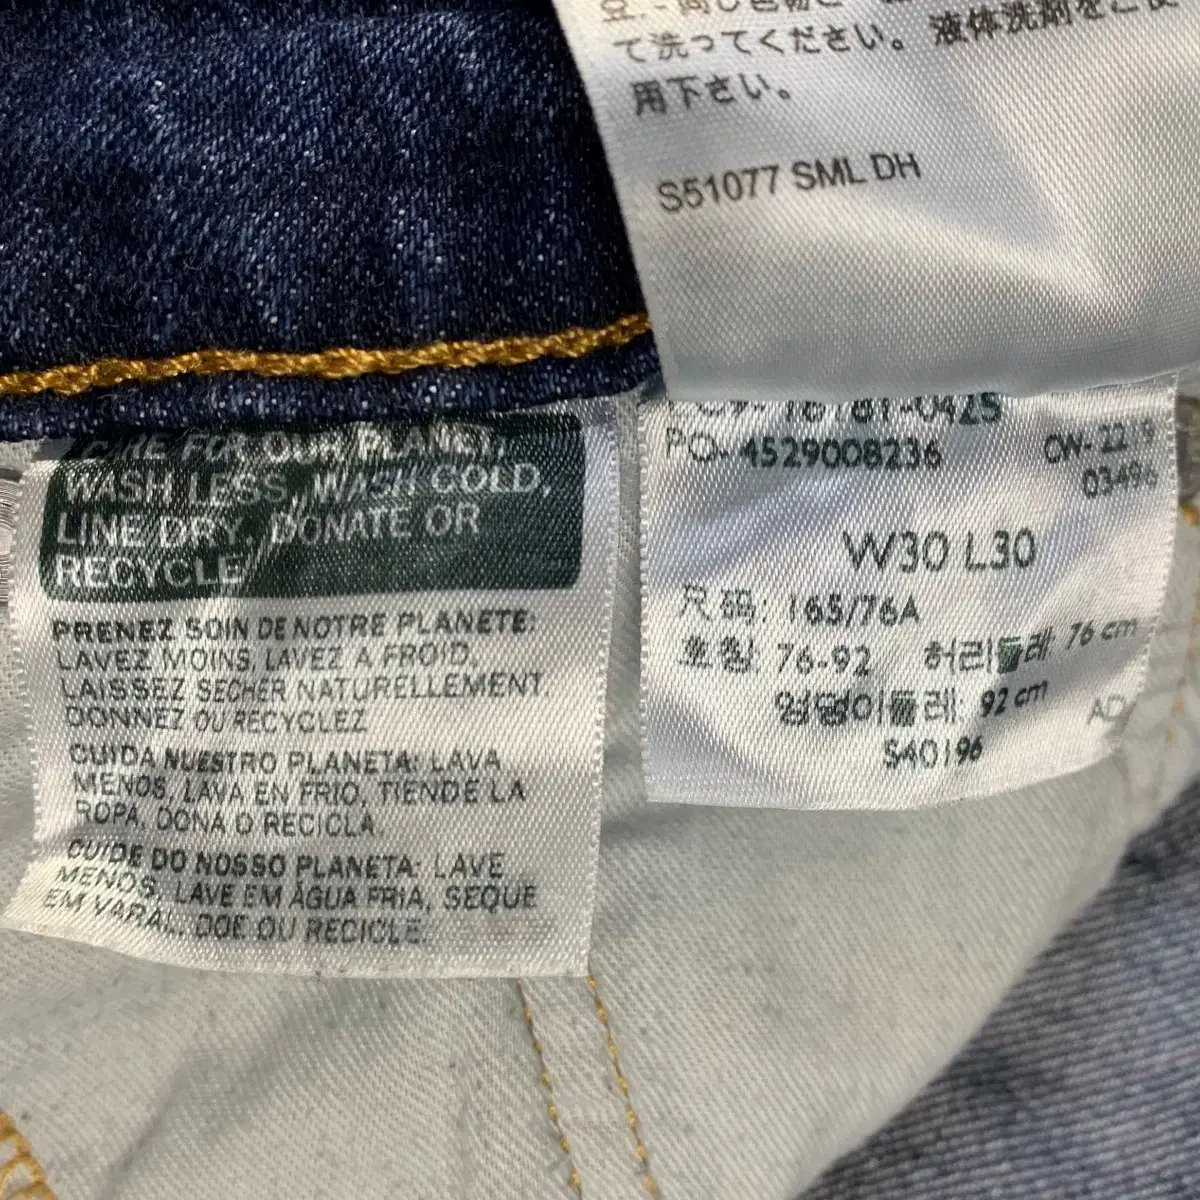 て洗ってください。液体洗剤をご使
用下さい。
S51077 SML DH
CARE FOR OUR PLANET,
WASH LESS, WASH COLD,
LINE DRY, DONATE OR
RECYCLE
PRENEZ SOIN DE NOTRE PLANETE:
LAVEZ MOINS, LAVEZ A FROID,
LAISSEZ SECHER NATURELLEMENT.
DONNEZ OU RECYCLEZ
CUIDA NUESTRO PLANETA: LAVA
MENOS, LAVA EN FRIO, TIENDE LA
ROPA, DONA O RECICLA.
CUIDE DO NOSSO PLANETA: LAVE
MENOS, LAVE EM ÁGUA FRIA, SEQUE
EM VARAL. DOE OU RECICLE.
PO- 4529008236
W30 L30
尺码: 165/76A
호칭: 76-92 허리둘레 76 cm
엉덩이둘레: 92 cm
S40196